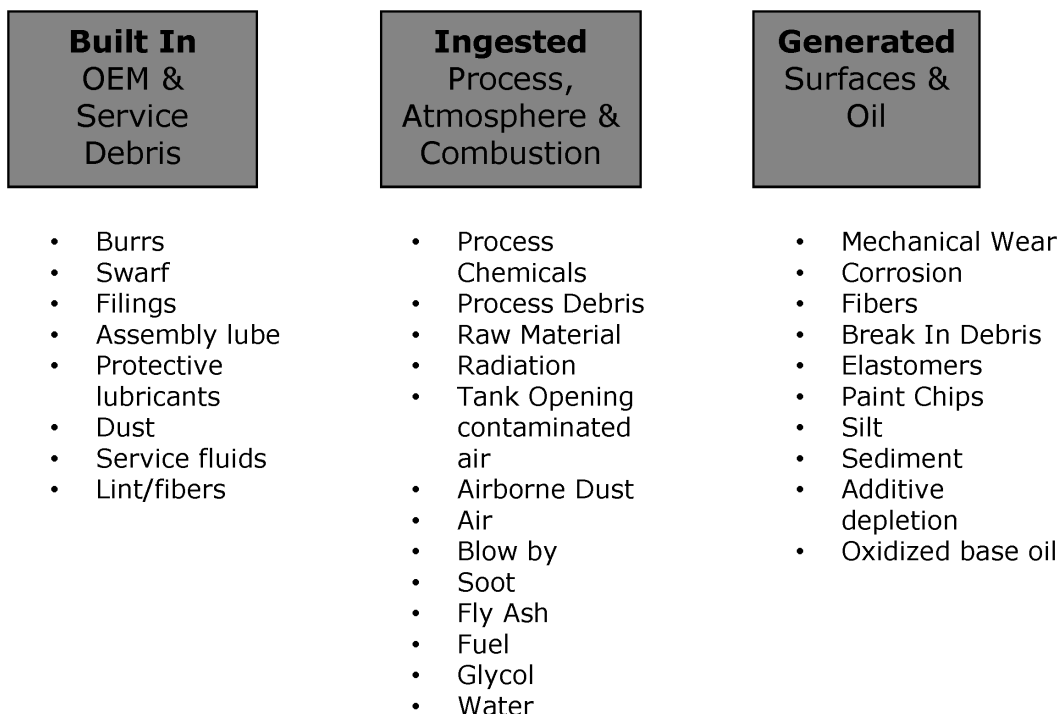 Built In
OEM &
Service
Debris
• Burrs
• Swarf
• Filings
• Assembly lube
• Protective
lubricants
• Dust
• Service fluids
• Lint/fibers
Ingested
Process,
Atmosphere &
Combustion
• Process
Chemicals
• Process Debris
• Raw Material
• Radiation
• Tank Opening
contaminated
air
• Airborne Dust
• Air
• Blow by
• Soot
• Fly Ash
• Fuel
• Glycol
• Water
Generated
Surfaces &
Oil
• Mechanical Wear
• Corrosion
• Fibers
• Break In Debris
• Elastomers
• Paint Chips
• Silt
• Sediment
• Additive
depletion
• Oxidized base oil